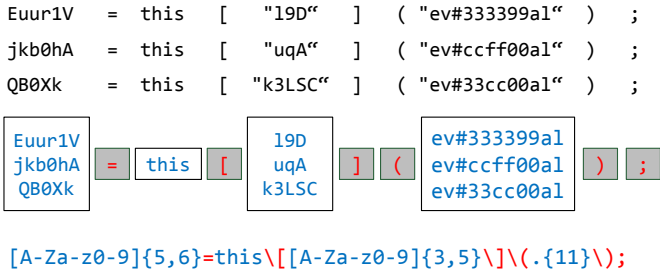 Euur1V = this [ "l9D“ ] ( "ev#333399al“ ) ;
jkb0hA = this [ "uqA“ ] ( "ev#ccff00al“ ) ;
QB0Xk = this [ "k3LSC“ ] ( "ev#33cc00al“ ) ;
Euur1V l9D ev#333399al
jkb0hA = this [ uqA ] ( ev#ccff00al ) ;
QB0Xk k3LSC ev#33cc00al
[A-Za-z0-9]{5,6}=this\[[A-Za-z0-9]{3,5}\]\(.{11}\);